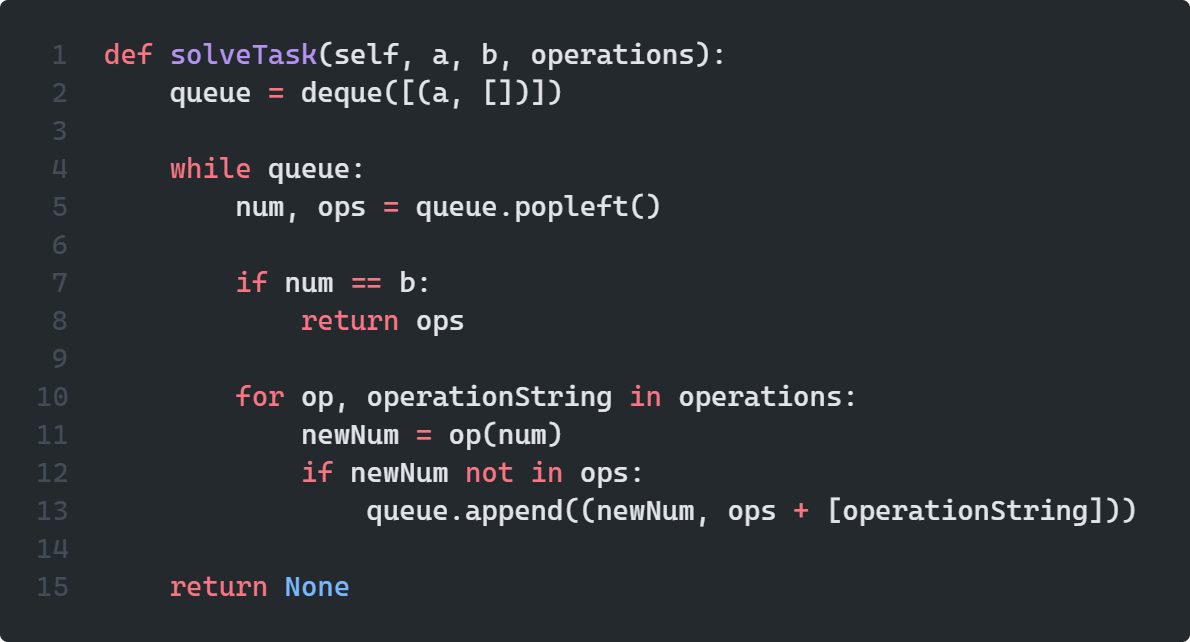 1 def solveTask(self, a, b, operations):
2     queue = deque([(a, [])])
3
4     while queue:
5         num, ops = queue.popleft()
6
7         if num == b:
8             return ops
9
10         for op, operationString in operations:
11             newNum = op(num)
12             if newNum not in ops:
13                 queue.append((newNum, ops + [operationString]))
14
15     return None